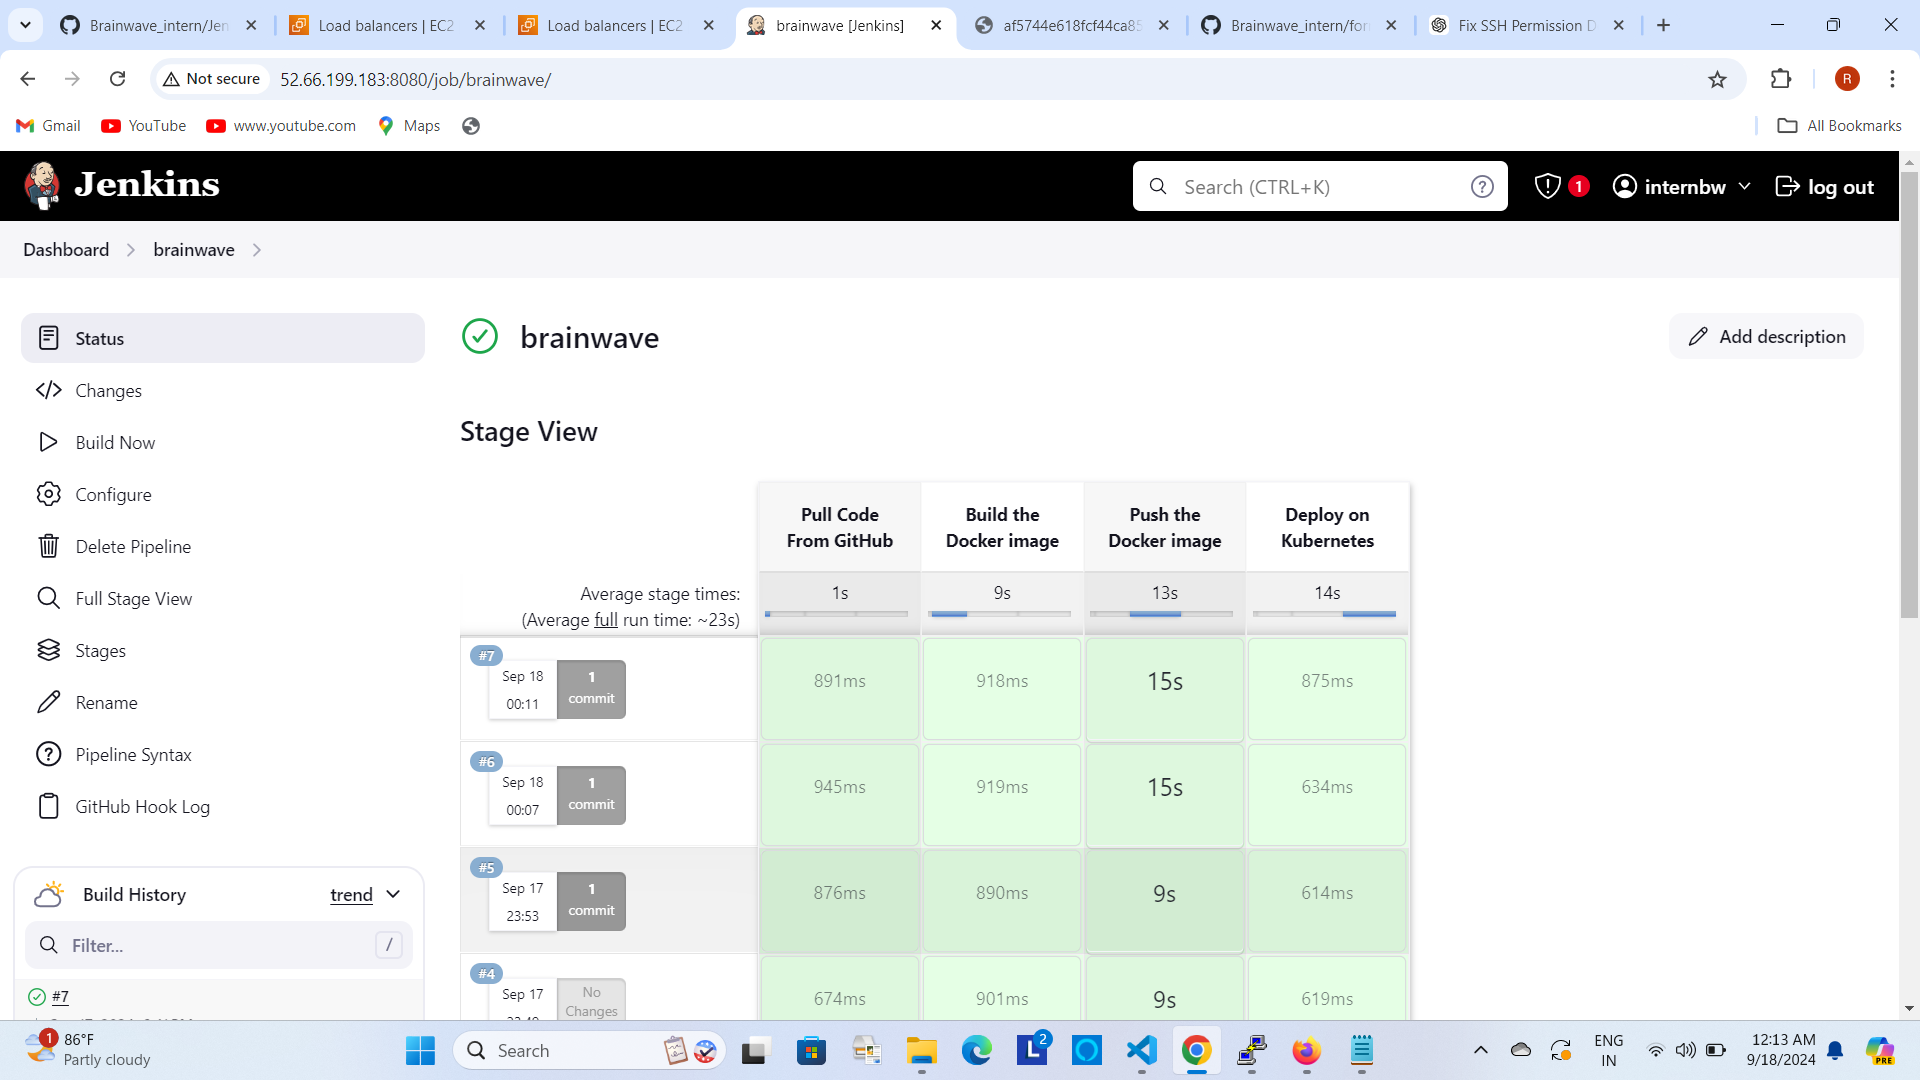 Brainwave_intern/Jen
Load balancers | EC2
Load balancers | EC2
brainwave [Jenkins]
af5744e618fcf44ca85
Brainwave_intern/for
Fix SSH Permission D
Not secure
52.66.199.183:8080/job/brainwave/
R
Gmail
YouTube
www.youtube.com
Maps
All Bookmarks
Jenkins
Search (CTRL+K)
1
internbw
log out
Dashboard
brainwave
Status
Changes
Build Now
Configure
Delete Pipeline
Full Stage View
Stages
Rename
Pipeline Syntax
GitHub Hook Log
Build History
trend
Filter...
/
#7
brainwave
Add description
Stage View
Pull Code
From GitHub
Build the
Docker image
Push the
Docker image
Deploy on
Kubernetes
Average stage times:
(Average full run time: ~23s)
1s
9s
13s
14s
#7
Sep 18
00:11
1
commit
891ms
918ms
15s
875ms
#6
Sep 18
00:07
1
commit
945ms
919ms
15s
634ms
#5
Sep 17
23:53
1
commit
876ms
890ms
9s
614ms
#4
Sep 17
No
Changes
674ms
901ms
9s
619ms
1
86°F
Partly cloudy
Search
L
2
PRE
ENG
IN
12:13 AM
9/18/2024